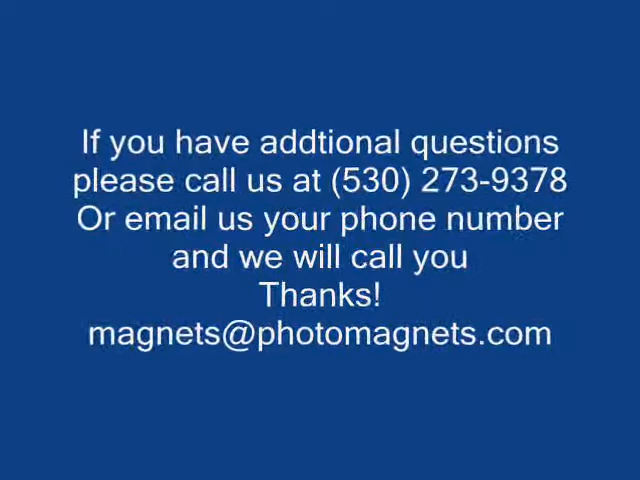 If you have addtional questions
please call us at (530) 273-9378
Or email us your phone number
and we will call you
Thanks!
magnets@photomagnets.com